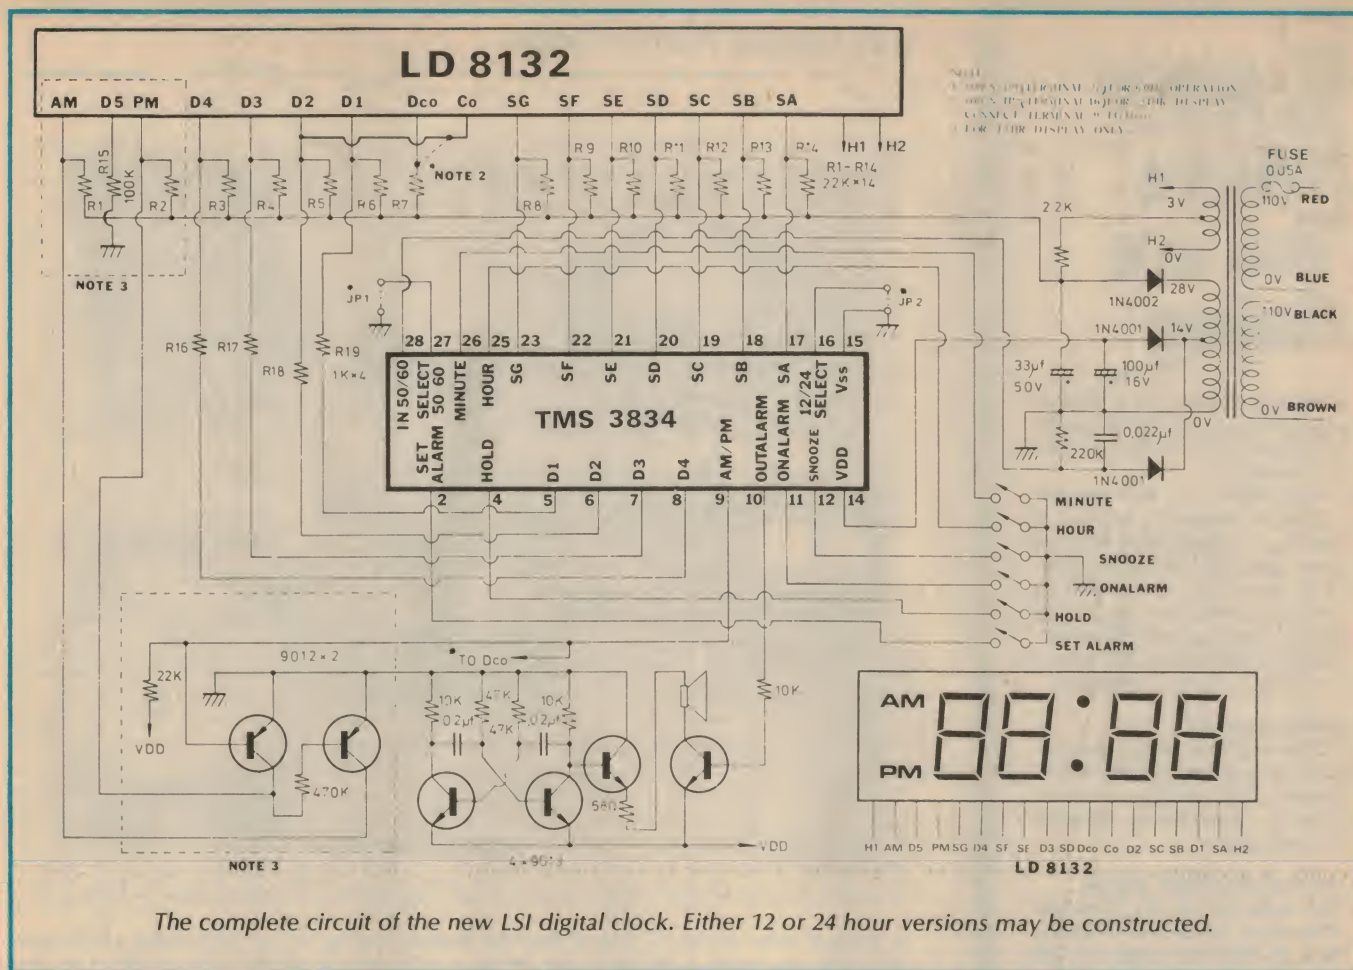 LD 8132
AM D5 PM D4 D3 D2 D1 Dco Co SG SF SE SD SC SB SA
H1 H2
R15
100K
R1
R2
R3
R4
R5
R6
R7
R8
R9
R10
R11
R12
R13
R14
R1-R14
22K×14
NOTE 2
NOTE 3
OPERATION
DISPLAY
CONNECT TERMINAL
DISPLAY ONLY
FUSE
0.05A
H1
3V
H2
0V
110V
RED
0V
BLUE
110V
BLACK
0V
BROWN
2.2K
28V
1N4002
1N4001
14V
33µf
50V
100µf
16V
0V
0,022µf
220K
1N4001
JP1
JP2
R16
R17
R18
R19
1K×4
28 27 26 25 23 22 21 20 19 18 17 16 15
IN 50/60
SELECT 50 60
MINUTE
HOUR
SG
SF
SE
SD
SC
SB
SA
12/24 SELECT
Vss
TMS 3834
SET ALARM
HOLD
D1
D2
D3
D4
AM/PM
OUTALARM
ONALARM
SNOOZE
VDD
2 4 5 6 7 8 9 10 11 12 14
MINUTE
HOUR
SNOOZE
ONALARM
HOLD
SET ALARM
9012×2
22K
VDD
470K
NOTE 3
TO Dco
10K
47K
10K
47K
58Ω
10K
VDD
AM
PM
88:88
H1 AM D5 PM SG D4 SF SE D3 SD Dco Co D2 SC SB D1 SA H2
LD 8132
The complete circuit of the new LSI digital clock. Either 12 or 24 hour versions may be constructed.